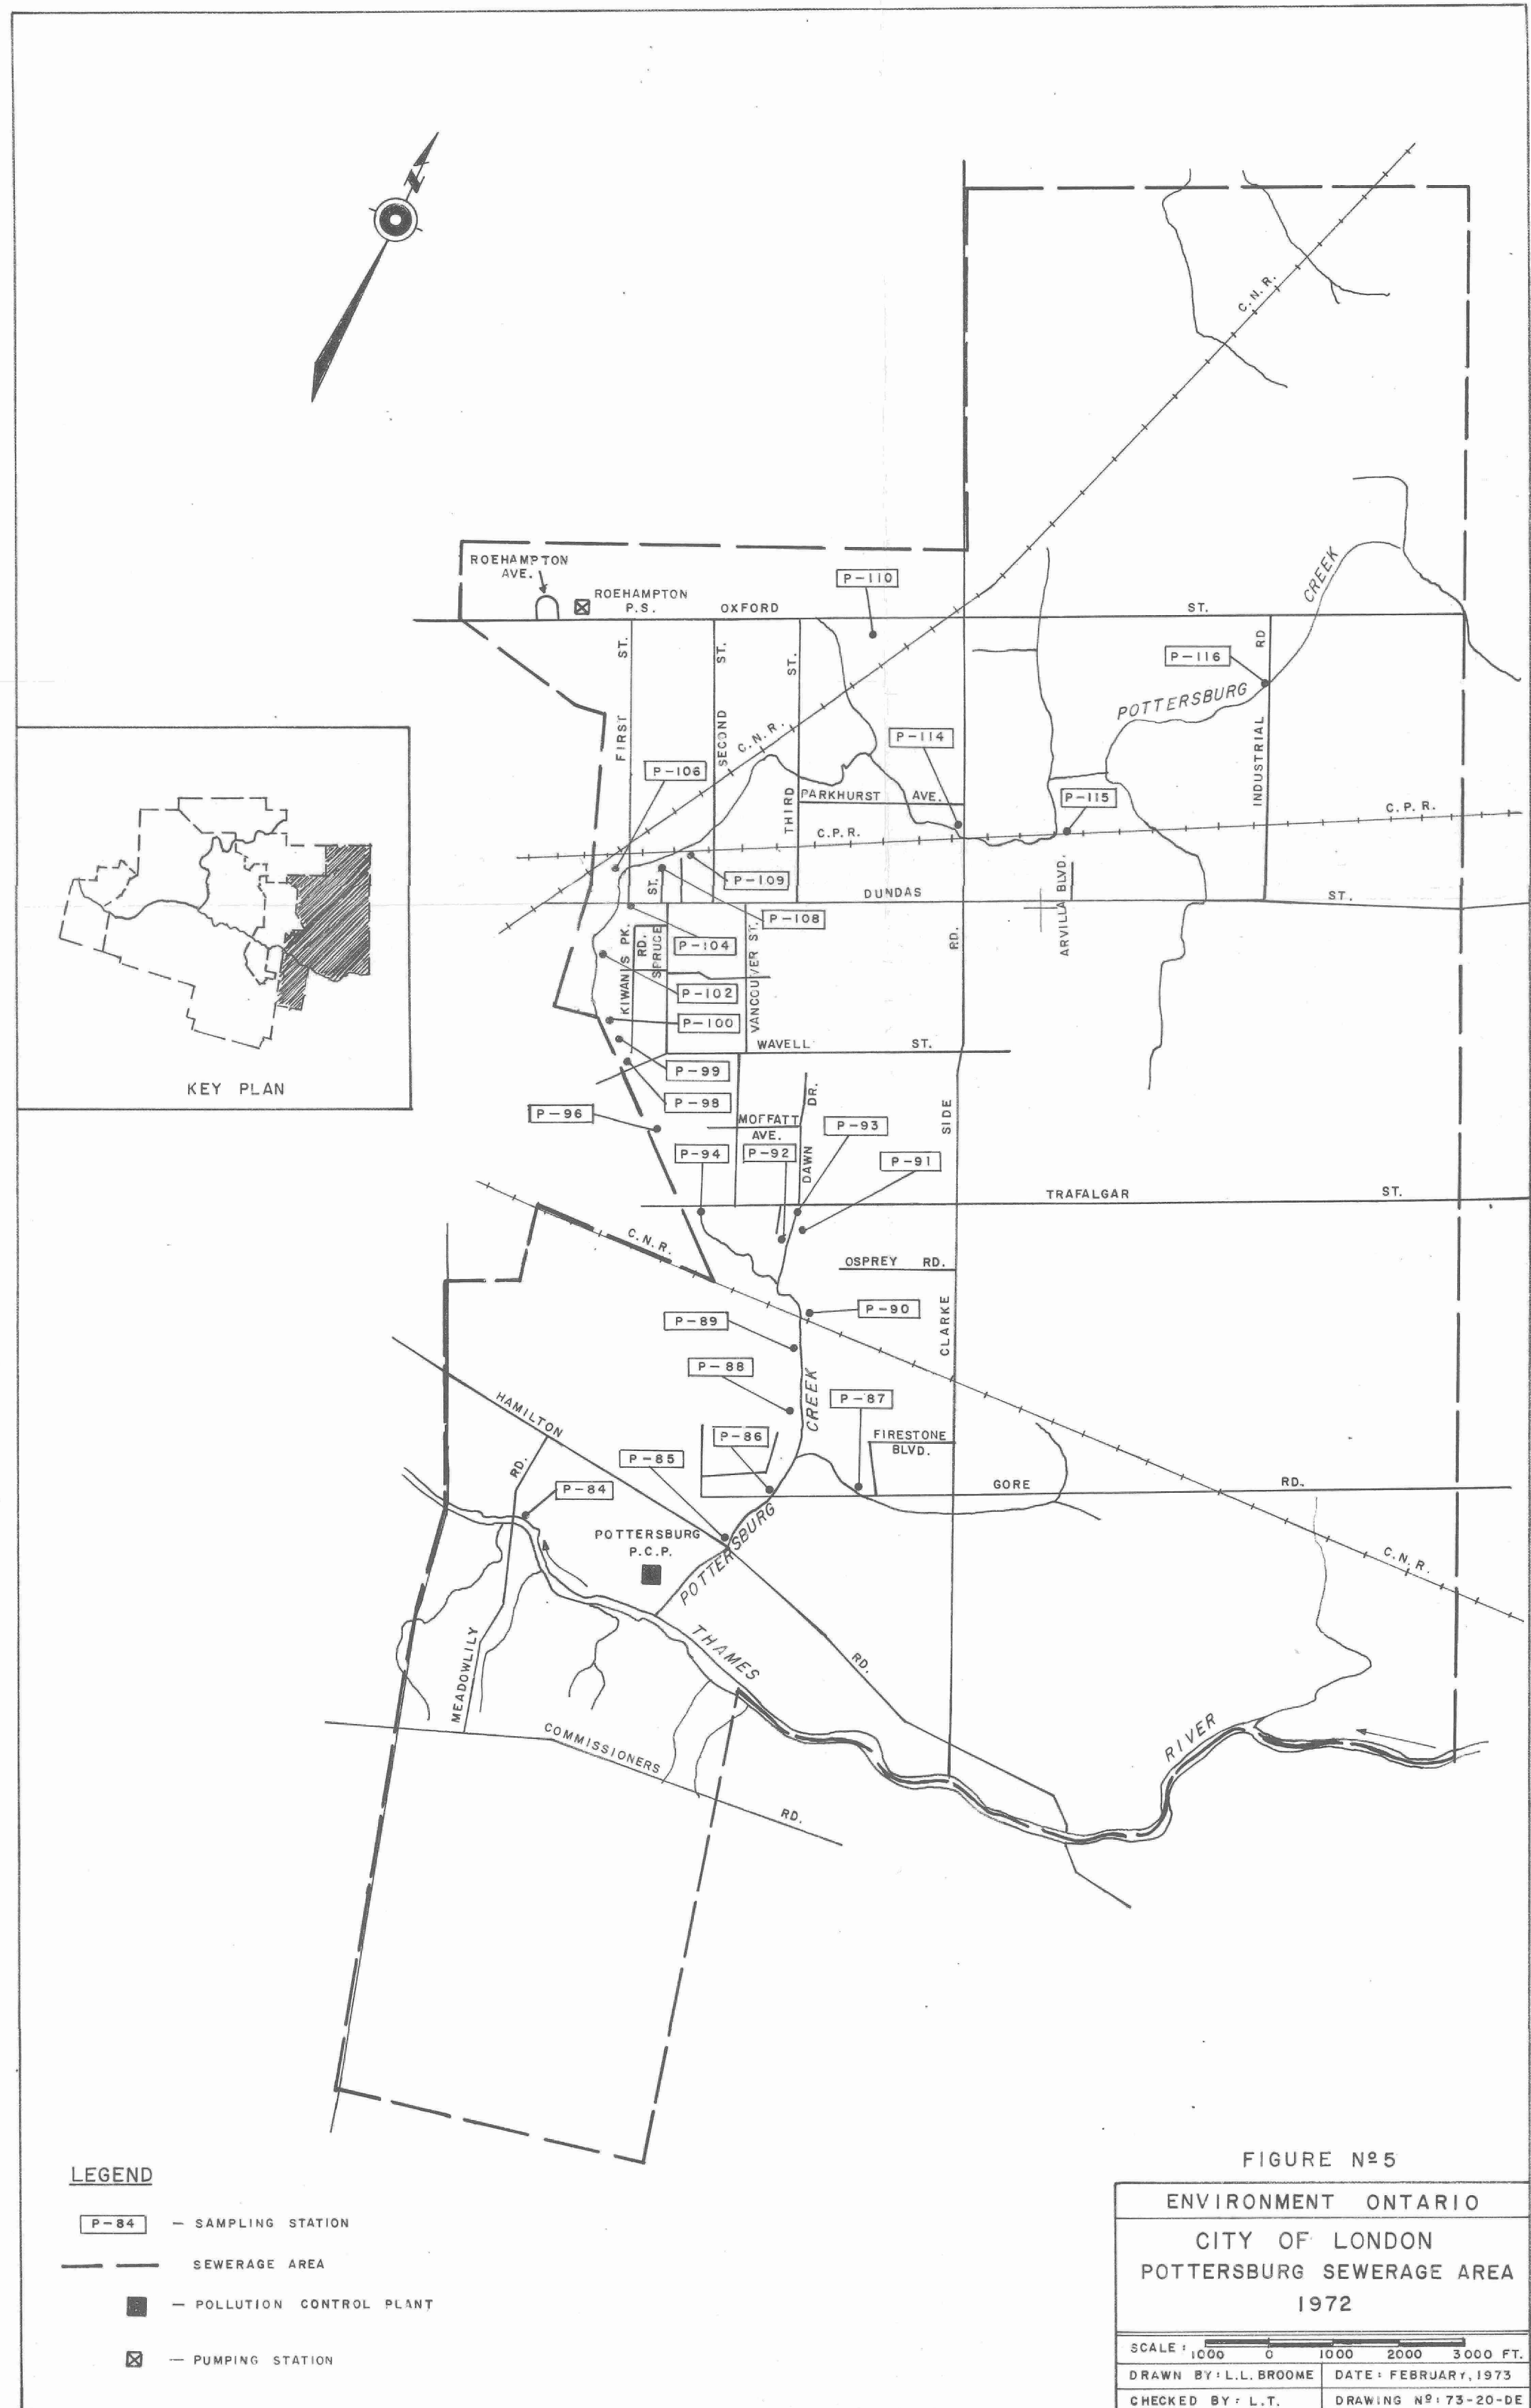 N
ROEHAMPTON
AVE.
ROEHAMPTON
P.S.
OXFORD ST.
P-110
C.N.R.
CREEK
P-116
POTTERSBURG
INDUSTRIAL RD
FIRST ST.
SECOND ST.
THIRD ST.
C.N.R.
P-114
P-106
PARKHURST AVE.
P-115
C.P.R.
C.P.R.
P-109
ST.
DUNDAS ST.
P-108
ARVILLA BLVD.
P-104
KIWANIS PK.
RD.
SPRUCE
VANCOUVER ST.
P-102
P-100
WAVELL ST.
P-99
P-98
P-96
MOFFATT
AVE.
DAWN DR.
P-93
P-94
P-92
P-91
CLARKE SIDE RD.
TRAFALGAR ST.
C.N.R.
OSPREY RD.
P-90
P-89
P-88
CREEK
P-87
HAMILTON
P-86
FIRESTONE
BLVD.
P-85
RD.
GORE RD.
P-84
POTTERSBURG
P.C.P.
POTTERSBURG
C.N.R.
THAMES
RD.
MEADOWLILY
COMMISSIONERS
RD.
RIVER
KEY PLAN
LEGEND
P-84 — SAMPLING STATION
SEWERAGE AREA
— POLLUTION CONTROL PLANT
— PUMPING STATION
FIGURE Nº 5
ENVIRONMENT ONTARIO
CITY OF LONDON
POTTERSBURG SEWERAGE AREA
1972
SCALE: 1000 0 1000 2000 3000 FT.
DRAWN BY: L.L. BROOME DATE: FEBRUARY, 1973
CHECKED BY: L.T. DRAWING Nº: 73-20-DE